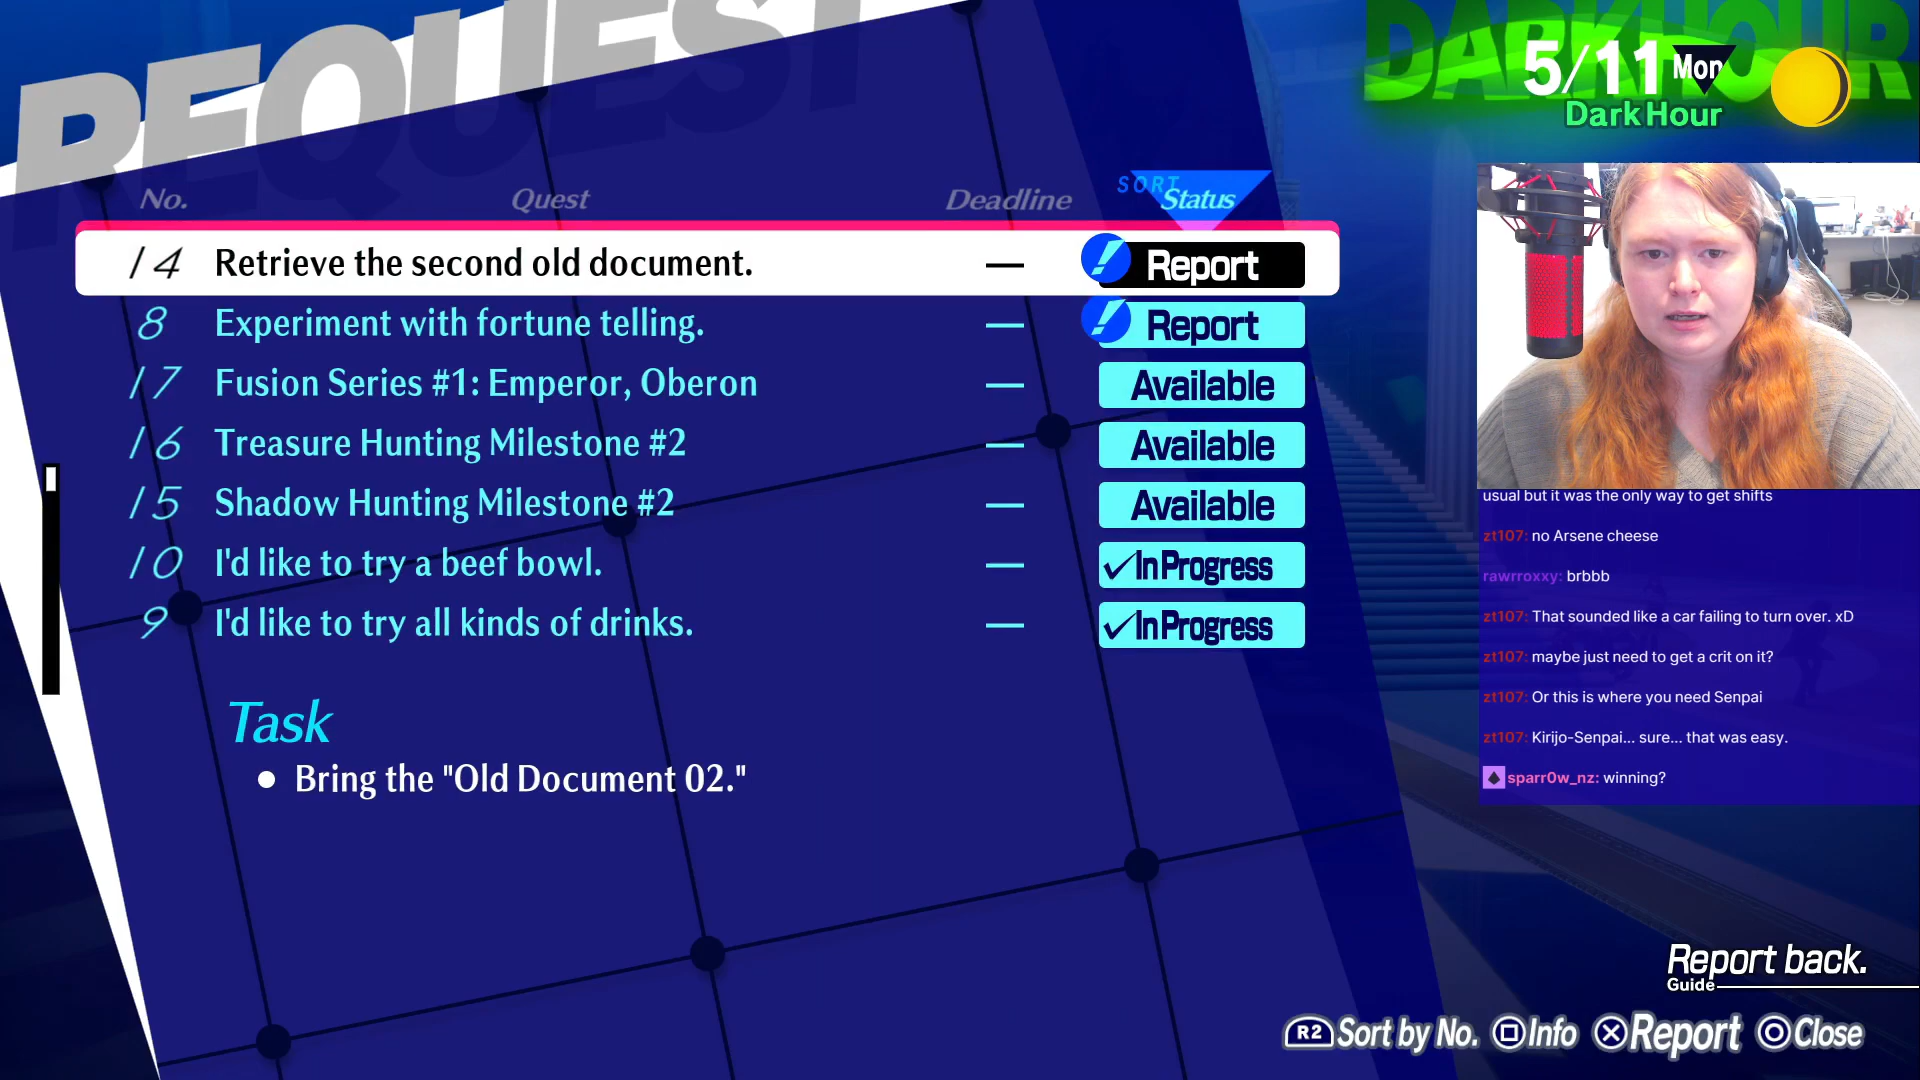 REQUEST
DARK HOUR
5/11 Mon
Dark Hour
No. Quest Deadline SORT Status
14 Retrieve the second old document. — Report
8 Experiment with fortune telling. — Report
17 Fusion Series #1: Emperor, Oberon — Available
16 Treasure Hunting Milestone #2 — Available
15 Shadow Hunting Milestone #2 — Available
10 I'd like to try a beef bowl. — In Progress
9 I'd like to try all kinds of drinks. — In Progress
Task
Bring the "Old Document 02."
usual but it was the only way to get shifts
zt107: no Arsene cheese
rawrroxxy: brbbb
zt107: That sounded like a car failing to turn over. xD
zt107: maybe just need to get a crit on it?
zt107: Or this is where you need Senpai
zt107: Kirijo-Senpai... sure... that was easy.
sparr0w_nz: winning?
Report back.
Guide
R2 Sort by No. Info Report Close